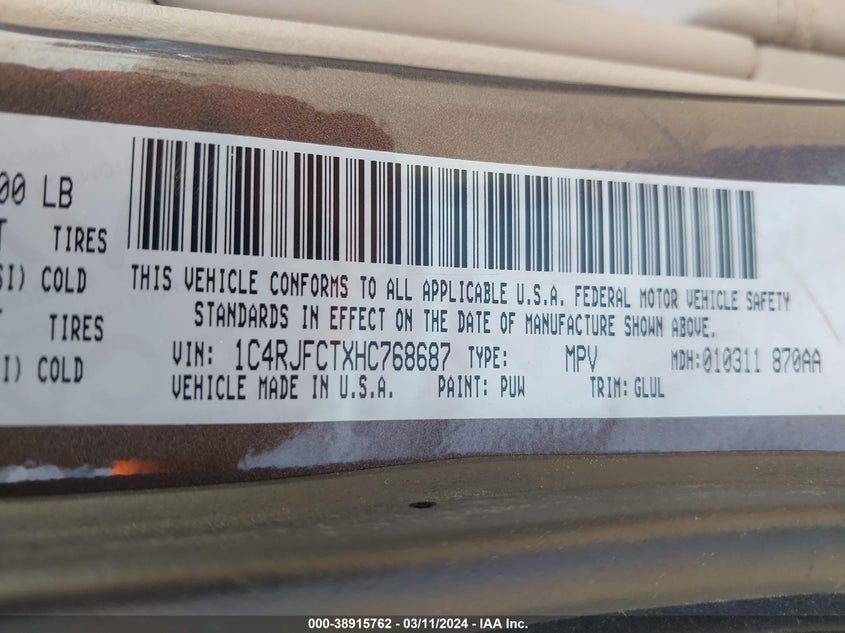 00 LB
TIRES
SI) COLD
TIRES
I) COLD
THIS VEHICLE CONFORMS TO ALL APPLICABLE U.S.A. FEDERAL MOTOR VEHICLE SAFETY
STANDARDS IN EFFECT ON THE DATE OF MANUFACTURE SHOWN ABOVE.
VIN: 1C4RJFCTXHC768687 TYPE: MPV MDH:010311 870AA
VEHICLE MADE IN U.S.A. PAINT: PUW TRIM: GLUL
000-38915762 - 03/11/2024 - IAA Inc.